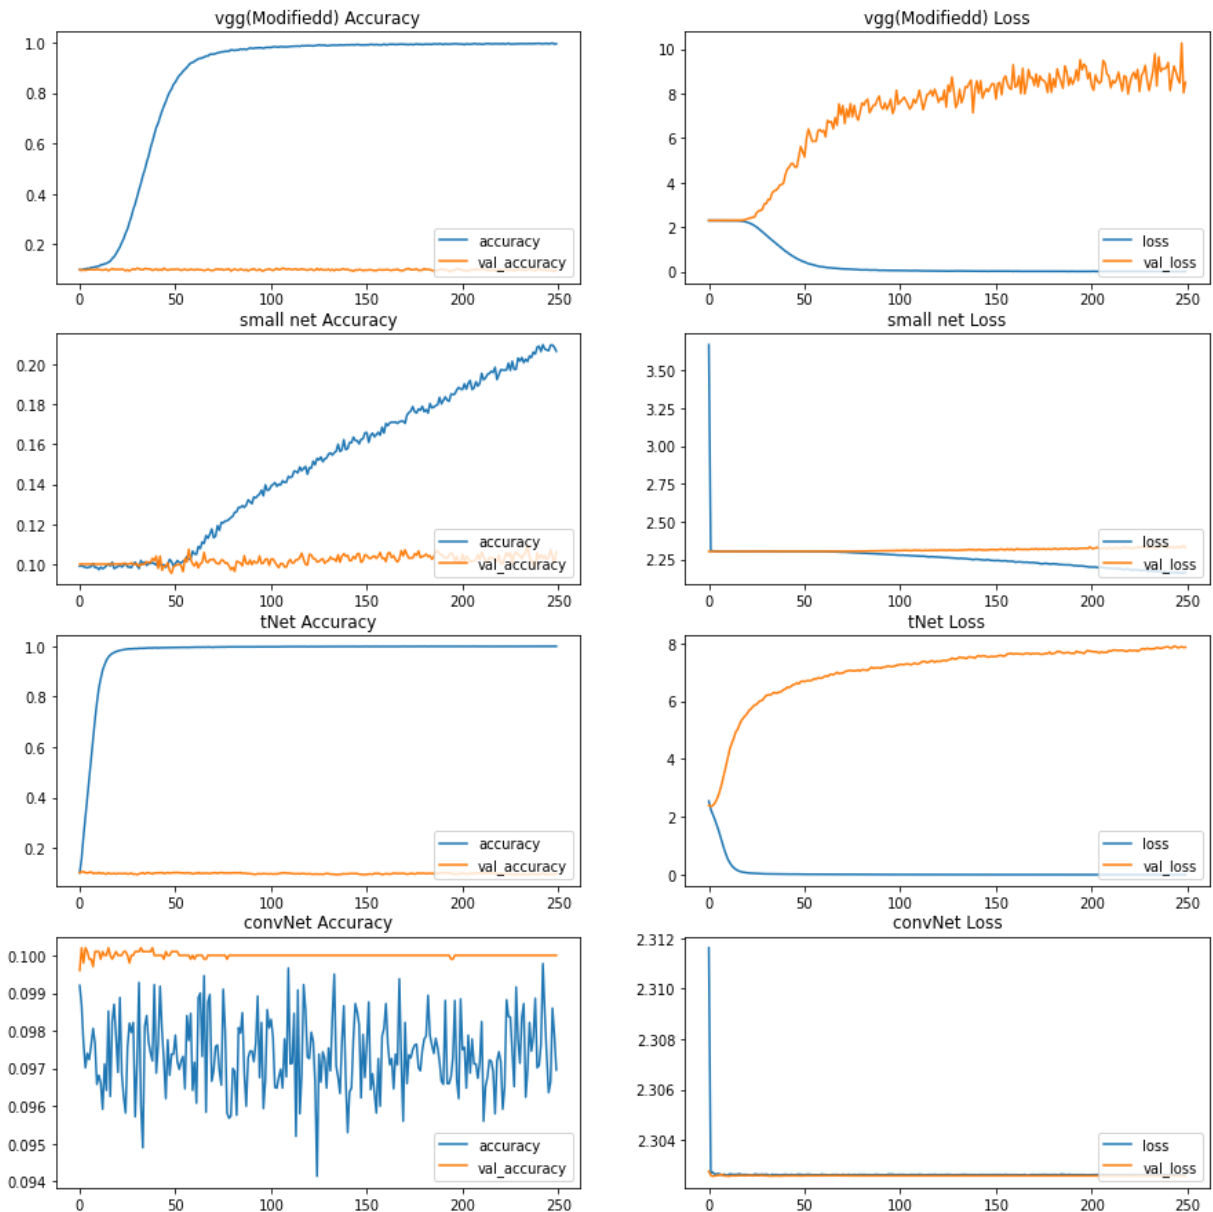 vgg(Modifiedd) Accuracy
1.0
0.8
0.6
0.4
0.2
accuracy
val_accuracy
0 50 100 150 200 250
vgg(Modifiedd) Loss
10
8
6
4
2
0
loss
val_loss
0 50 100 150 200 250
small net Accuracy
0.20
0.18
0.16
0.14
0.12
0.10
accuracy
val_accuracy
0 50 100 150 200 250
small net Loss
3.50
3.25
3.00
2.75
2.50
2.25
loss
val_loss
0 50 100 150 200 250
tNet Accuracy
1.0
0.8
0.6
0.4
0.2
accuracy
val_accuracy
0 50 100 150 200 250
tNet Loss
8
6
4
2
0
loss
val_loss
0 50 100 150 200 250
convNet Accuracy
0.100
0.099
0.098
0.097
0.096
0.095
0.094
accuracy
val_accuracy
0 50 100 150 200 250
convNet Loss
2.312
2.310
2.308
2.306
2.304
loss
val_loss
0 50 100 150 200 250